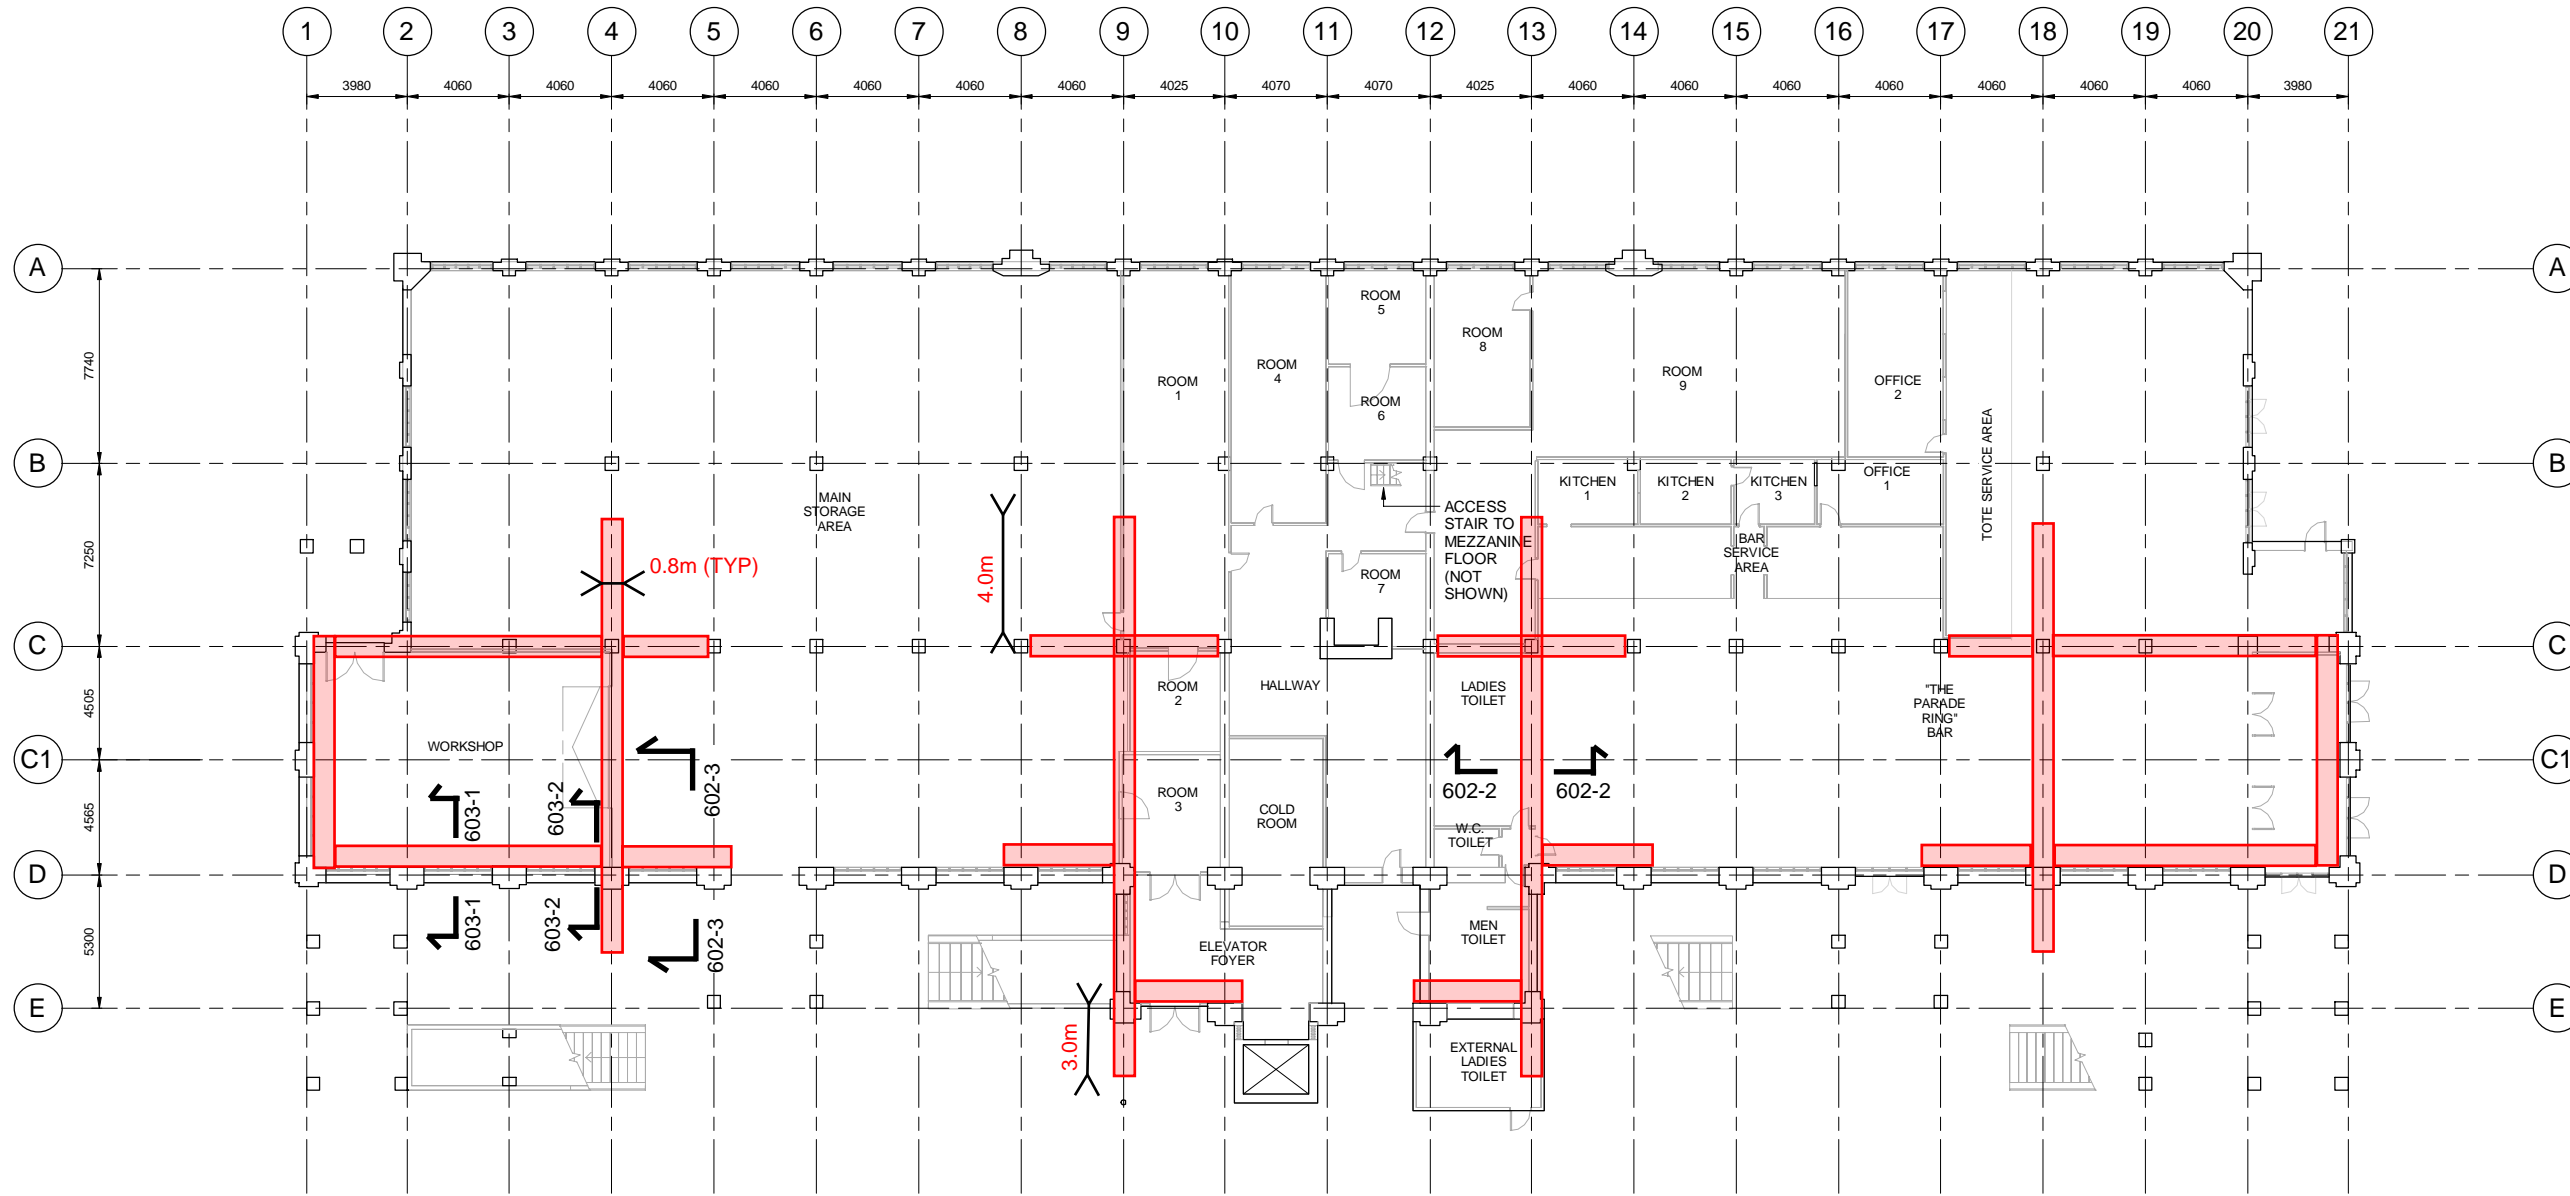 1 2 3 4 5 6 7 8 9 10 11 12 13 14 15 16 17 18 19 20 21
3980 4060 4060 4060 4060 4060 4060 4060 4025 4070 4070 4025 4060 4060 4060 4060 4060 4060 4060 3980
A A
7740
ROOM
1
ROOM
4
ROOM
5
ROOM
6
ROOM
8
ROOM
9
OFFICE
2
TOTE SERVICE AREA
B B
7250
MAIN
STORAGE
AREA
0.8m (TYP)
4.0m
ACCESS
STAIR TO
MEZZANINE
FLOOR
(NOT
SHOWN)
ROOM
7
KITCHEN
1
KITCHEN
2
KITCHEN
3
OFFICE
1
BAR
SERVICE
AREA
C C
4505
WORKSHOP
ROOM
2
HALLWAY
LADIES
TOILET
"THE
PARADE
RING"
BAR
C1 C1
4565
603-1
603-2
602-3
ROOM
3
COLD
ROOM
602-2
602-2
W.C.
TOILET
D D
5300
603-1
603-2
602-3
ELEVATOR
FOYER
MEN
TOILET
E E
3.0m
EXTERNAL
LADIES
TOILET